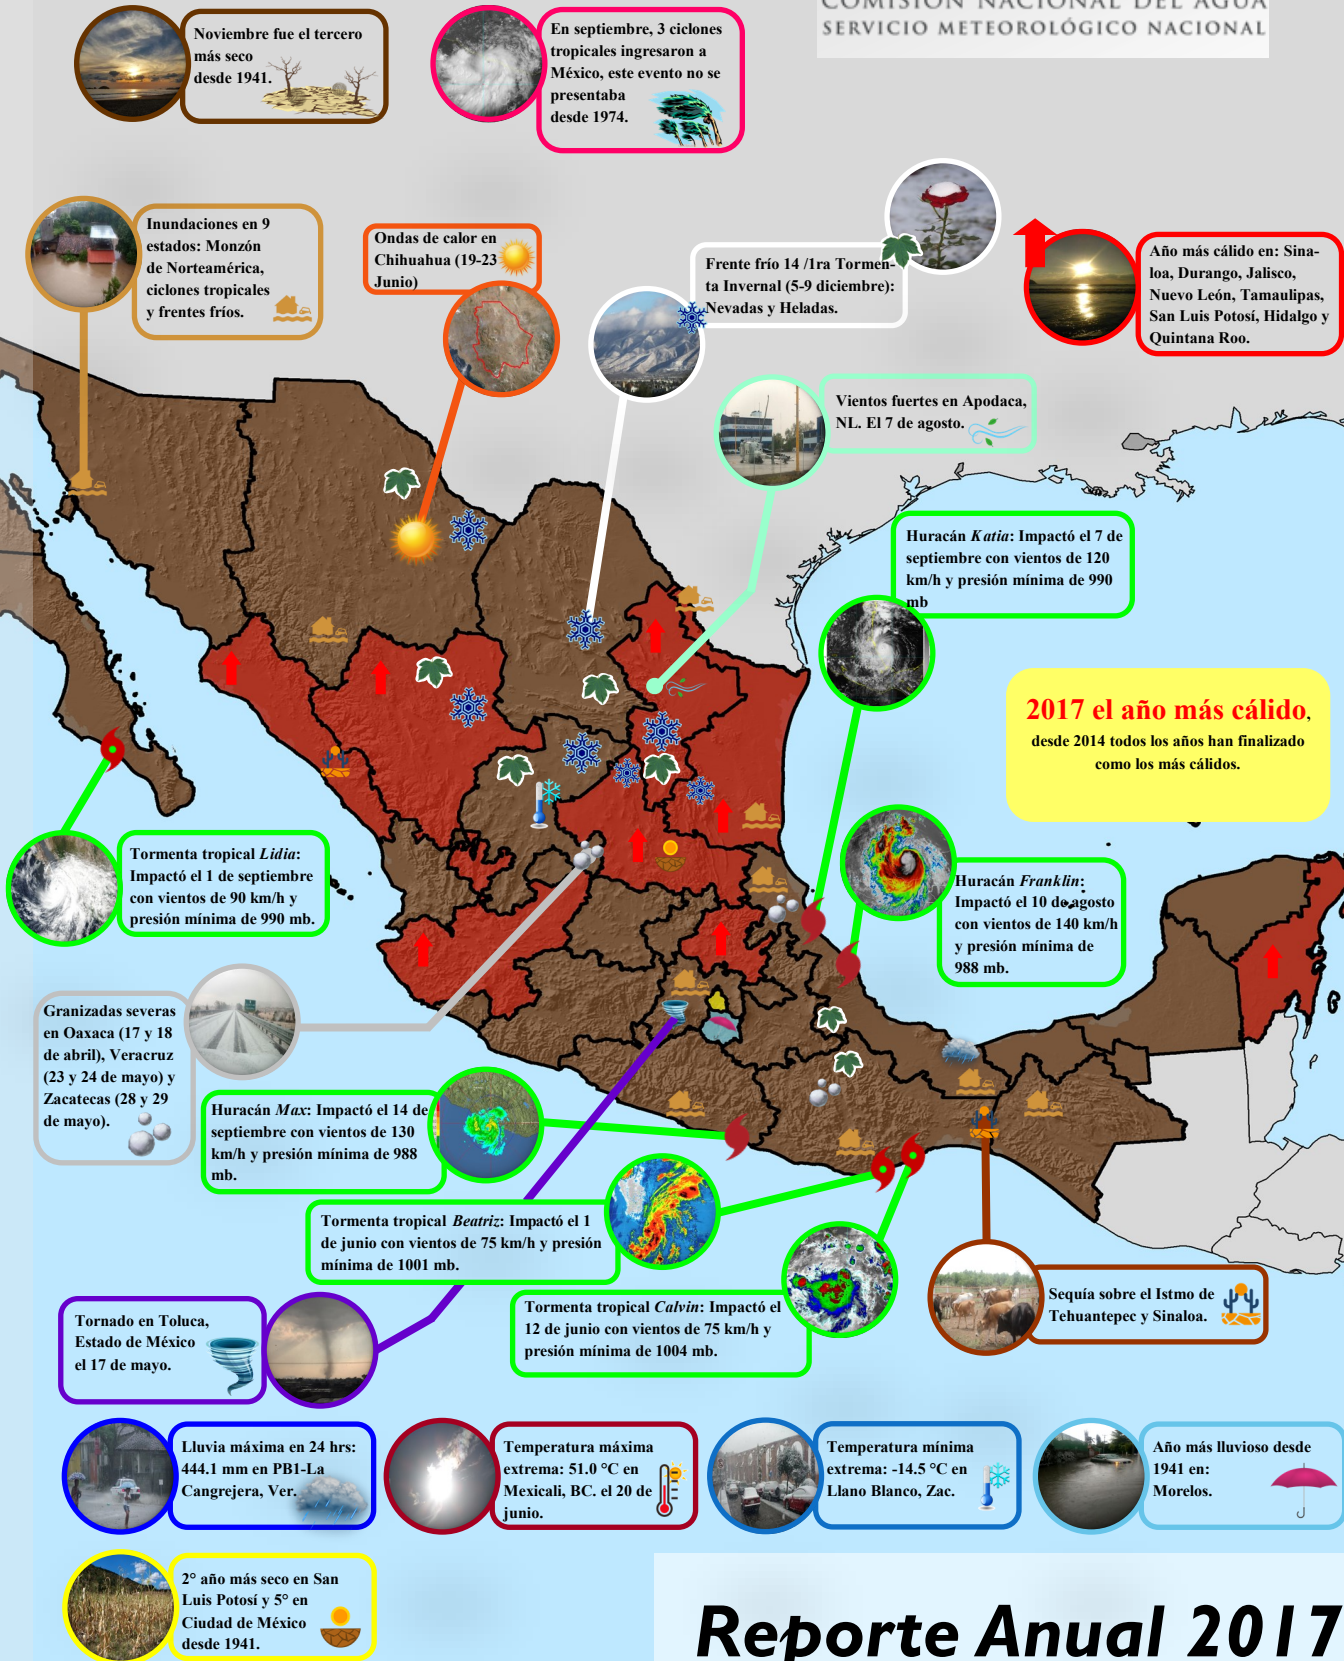 COMISIÓN NACIONAL DEL AGUA
SERVICIO METEOROLÓGICO NACIONAL
Noviembre fue el tercero
más seco
desde 1941.
En septiembre, 3 ciclones
tropicales ingresaron a
México, este evento no se
presentaba
desde 1974.
Inundaciones en 9
estados: Monzón
de Norteamérica,
ciclones tropicales
y frentes fríos.
Ondas de calor en
Chihuahua (19-23
Junio)
Frente frío 14 /1ra Tormen-
ta Invernal (5-9 diciembre):
Nevadas y Heladas.
Año más cálido en: Sina-
loa, Durango, Jalisco,
Nuevo León, Tamaulipas,
San Luis Potosí, Hidalgo y
Quintana Roo.
Vientos fuertes en Apodaca,
NL. El 7 de agosto.
Huracán Katia: Impactó el 7 de
septiembre con vientos de 120
km/h y presión mínima de 990
mb
2017 el año más cálido,
desde 2014 todos los años han finalizado
como los más cálidos.
Tormenta tropical Lidia:
Impactó el 1 de septiembre
con vientos de 90 km/h y
presión mínima de 990 mb.
Huracán Franklin:
Impactó el 10 de agosto
con vientos de 140 km/h
y presión mínima de
988 mb.
Granizadas severas
en Oaxaca (17 y 18
de abril), Veracruz
(23 y 24 de mayo) y
Zacatecas (28 y 29
de mayo).
Huracán Max: Impactó el 14 de
septiembre con vientos de 130
km/h y presión mínima de 988
mb.
Tormenta tropical Beatriz: Impactó el 1
de junio con vientos de 75 km/h y presión
mínima de 1001 mb.
Tormenta tropical Calvin: Impactó el
12 de junio con vientos de 75 km/h y
presión mínima de 1004 mb.
Sequía sobre el Istmo de
Tehuantepec y Sinaloa.
Tornado en Toluca,
Estado de México
el 17 de mayo.
Lluvia máxima en 24 hrs:
444.1 mm en PB1-La
Cangrejera, Ver.
Temperatura máxima
extrema: 51.0 °C en
Mexicali, BC. el 20 de
junio.
Temperatura mínima
extrema: -14.5 °C en
Llano Blanco, Zac.
Año más lluvioso desde
1941 en:
Morelos.
2° año más seco en San
Luis Potosí y 5° en
Ciudad de México
desde 1941.
Reporte Anual 2017